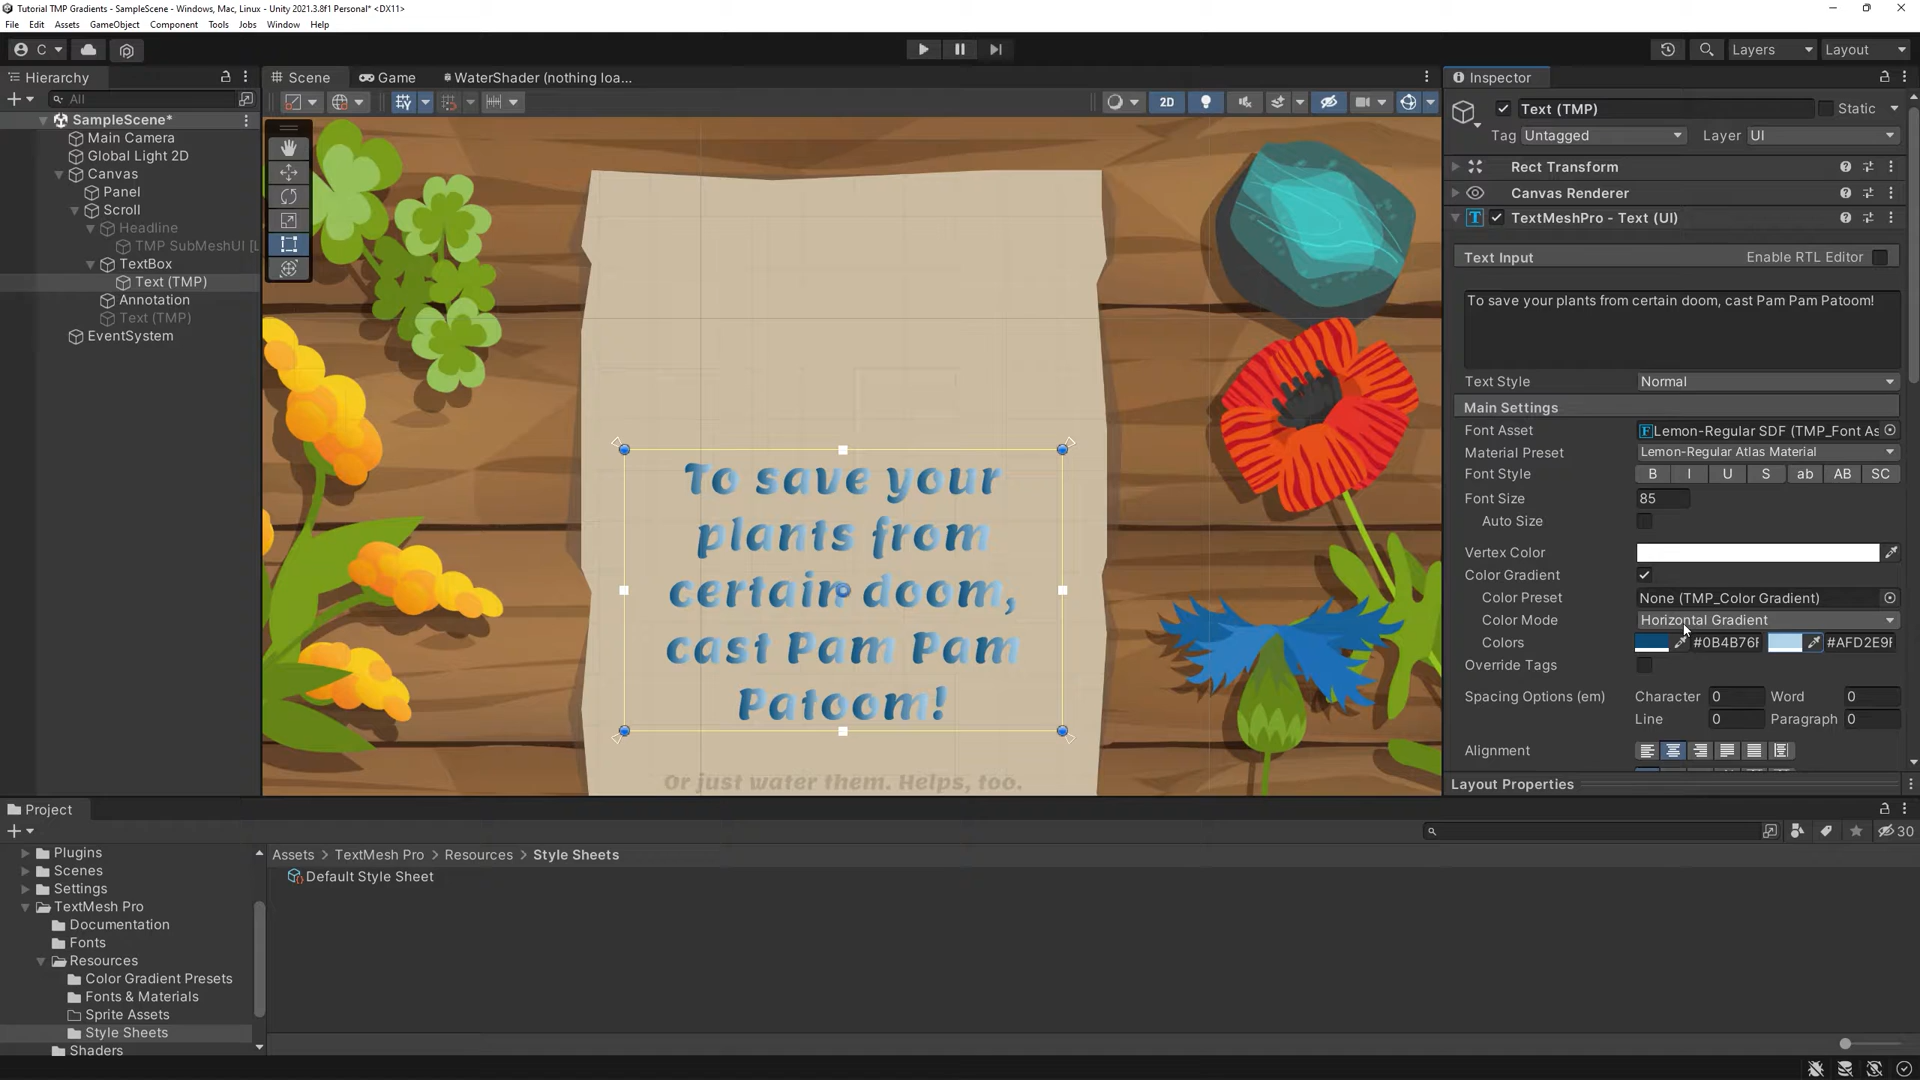 Tutorial TMP Gradients - SampleScene - Windows, Mac, Linux - Unity 2021.3.8f1 Personal* <DX11>
File Edit Assets GameObject Component Tools Jobs Window Help
C Layers Layout
Hierarchy
All
SampleScene*
Main Camera
Global Light 2D
Canvas
Panel
Scroll
Headline
TMP SubMeshUI [L
TextBox
Text (TMP)
Annotation
Text (TMP)
EventSystem
Scene Game WaterShader (nothing loa...
2D
To save your
plants from
certain doom,
cast Pam Pam
Patoom!
Or just water them. Helps, too.
Inspector
Text (TMP) Static
Tag Untagged Layer UI
Rect Transform
Canvas Renderer
TextMeshPro - Text (UI)
Text Input Enable RTL Editor
To save your plants from certain doom, cast Pam Pam Patoom!
Text Style Normal
Main Settings
Font Asset Lemon-Regular SDF (TMP_Font As
Material Preset Lemon-Regular Atlas Material
Font Style B I U S ab AB SC
Font Size 85
Auto Size
Vertex Color
Color Gradient
Color Preset None (TMP_Color Gradient)
Color Mode Horizontal Gradient
Colors #0B4B76F #AFD2E9F
Override Tags
Spacing Options (em) Character 0 Word 0
Line 0 Paragraph 0
Alignment
Layout Properties
Project
30
Plugins
Scenes
Settings
TextMesh Pro
Documentation
Fonts
Resources
Color Gradient Presets
Fonts & Materials
Sprite Assets
Style Sheets
Shaders
Assets > TextMesh Pro > Resources > Style Sheets
Default Style Sheet